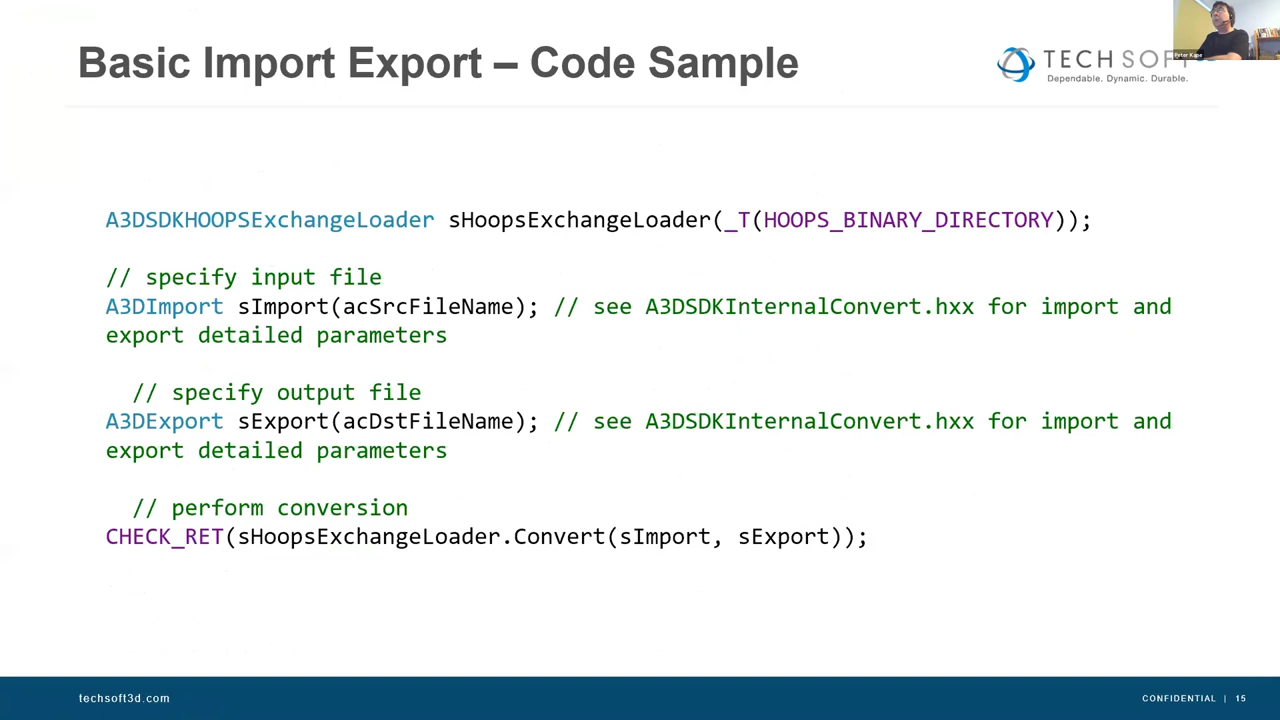 Basic Import Export – Code Sample
TECH SOFT
Dependable. Dynamic. Durable.
Peter Kane
A3DSDKHOOPSExchangeLoader sHoopsExchangeLoader(_T(HOOPS_BINARY_DIRECTORY));
// specify input file
A3DImport sImport(acSrcFileName); // see A3DSDKInternalConvert.hxx for import and
export detailed parameters
// specify output file
A3DExport sExport(acDstFileName); // see A3DSDKInternalConvert.hxx for import and
export detailed parameters
// perform conversion
CHECK_RET(sHoopsExchangeLoader.Convert(sImport, sExport));
techsoft3d.com
CONFIDENTIAL | 15